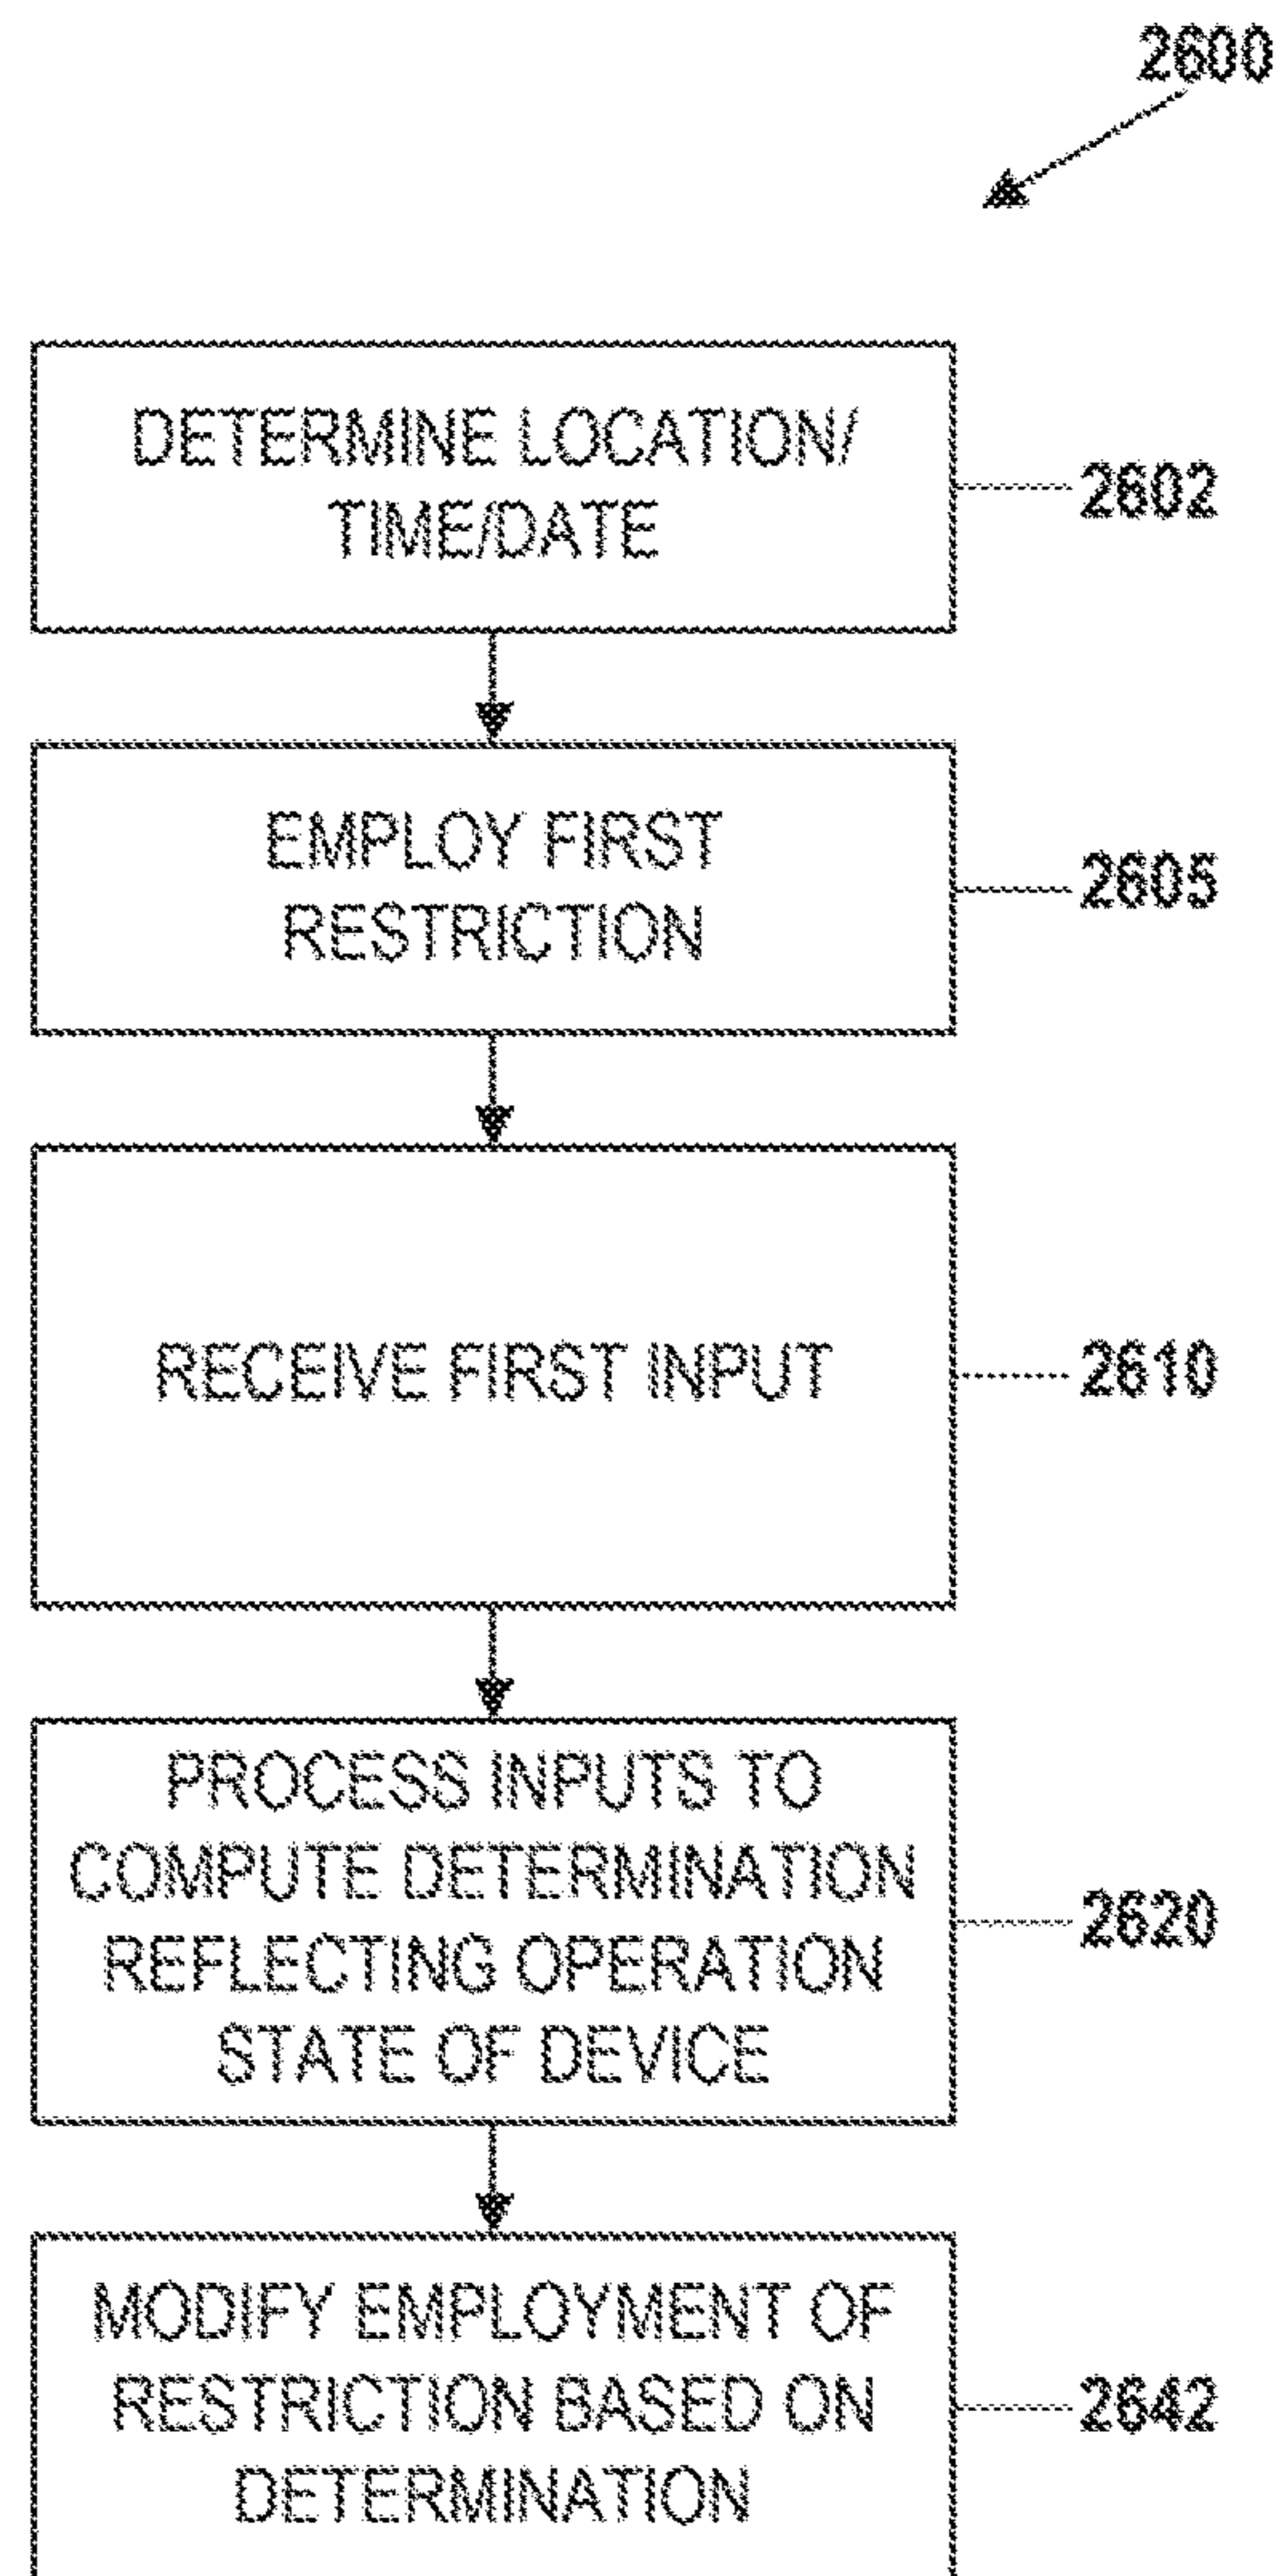 2600
DETERMINE LOCATION/
TIME/DATE
2602
EMPLOY FIRST
RESTRICTION
2605
RECEIVE FIRST INPUT
2610
PROCESS INPUTS TO
COMPUTE DETERMINATION
REFLECTING OPERATION
STATE OF DEVICE
2620
MODIFY EMPLOYMENT OF
RESTRICTION BASED ON
DETERMINATION
2642